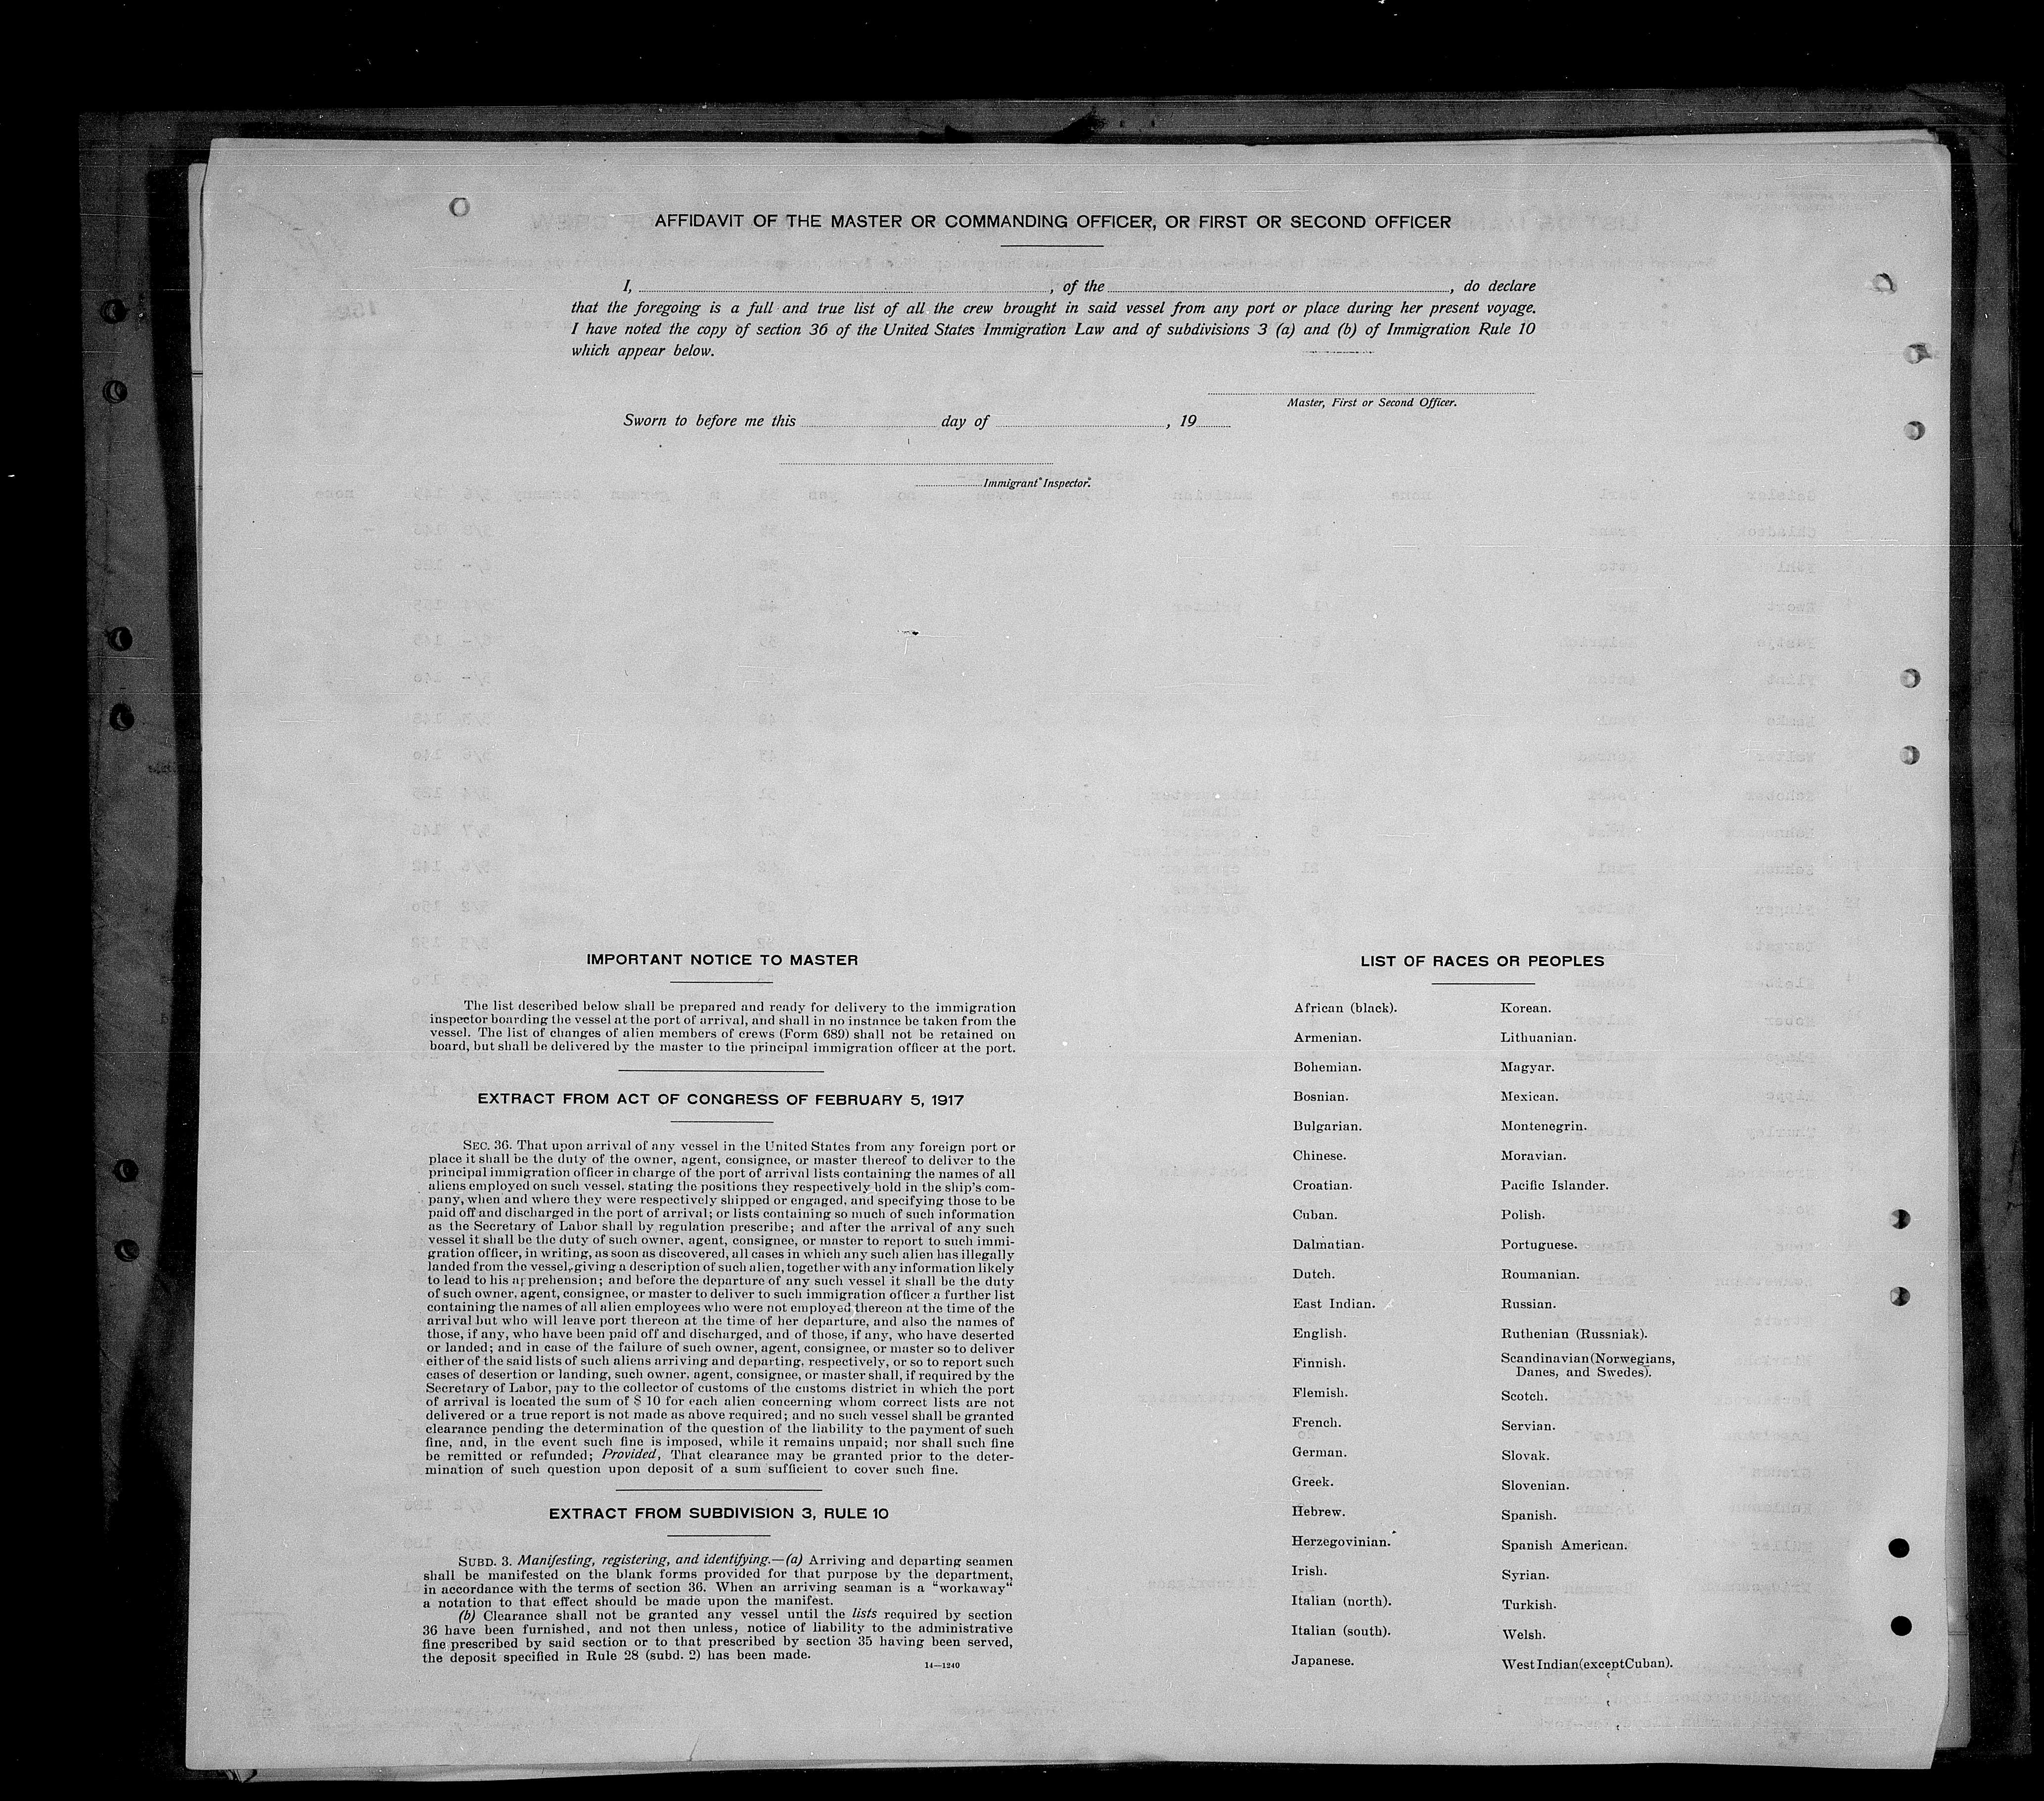 AFFIDAVIT OF THE MASTER OR COMMANDING OFFICER, OR FIRST OR SECOND OFFICER
I, , of the , do declare
that the foregoing is a full and true list of all the crew brought in said vessel from any port or place during her present voyage.
I have noted the copy of section 36 of the United States Immigration Law and of subdivisions 3 (a) and (b) of Immigration Rule 10
which appear below.
Master, First or Second Officer.
Sworn to before me this day of , 19
Immigrant Inspector.
IMPORTANT NOTICE TO MASTER
The list described below shall be prepared and ready for delivery to the immigration
inspector boarding the vessel at the port of arrival, and shall in no instance be taken from the
vessel. The list of changes of alien members of crews (Form 689) shall not be retained on
board, but shall be delivered by the master to the principal immigration officer at the port.
EXTRACT FROM ACT OF CONGRESS OF FEBRUARY 5, 1917
SEC. 36. That upon arrival of any vessel in the United States from any foreign port or
place it shall be the duty of the owner, agent, consignee, or master thereof to deliver to the
principal immigration officer in charge of the port of arrival lists containing the names of all
aliens employed on such vessel, stating the positions they respectively hold in the ship's com-
pany, when and where they were respectively shipped or engaged, and specifying those to be
paid off and discharged in the port of arrival; or lists containing so much of such information
as the Secretary of Labor shall by regulation prescribe; and after the arrival of any such
vessel it shall be the duty of such owner, agent, consignee, or master to report to such immi-
gration officer, in writing, as soon as discovered, all cases in which any such alien has illegally
landed from the vessel, giving a description of such alien, together with any information likely
to lead to his apprehension; and before the departure of any such vessel it shall be the duty
of such owner, agent, consignee, or master to deliver to such immigration officer a further list
containing the names of all alien employees who were not employed thereon at the time of the
arrival but who will leave port thereon at the time of her departure, and also the names of
those, if any, who have been paid off and discharged, and of those, if any, who have deserted
or landed; and in case of the failure of such owner, agent, consignee, or master so to deliver
either of the said lists of such aliens arriving and departing, respectively, or so to report such
cases of desertion or landing, such owner, agent, consignee, or master shall, if required by the
Secretary of Labor, pay to the collector of customs of the customs district in which the port
of arrival is located the sum of $ 10 for each alien concerning whom correct lists are not
delivered or a true report is not made as above required; and no such vessel shall be granted
clearance pending the determination of the question of the liability to the payment of such
fine, and, in the event such fine is imposed, while it remains unpaid; nor shall such fine
be remitted or refunded; Provided, That clearance may be granted prior to the deter-
mination of such question upon deposit of a sum sufficient to cover such fine.
EXTRACT FROM SUBDIVISION 3, RULE 10
SUBD. 3. Manifesting, registering, and identifying.—(a) Arriving and departing seamen
shall be manifested on the blank forms provided for that purpose by the department,
in accordance with the terms of section 36. When an arriving seaman is a “workaway“
a notation to that effect should be made upon the manifest.
(b) Clearance shall not be granted any vessel until the lists required by section
36 have been furnished, and not then unless, notice of liability to the administrative
fine prescribed by said section or to that prescribed by section 35 having been served,
the deposit specified in Rule 28 (subd. 2) has been made.
14—1240
LIST OF RACES OR PEOPLES
African (black).
Armenian.
Bohemian.
Bosnian.
Bulgarian.
Chinese.
Croatian.
Cuban.
Dalmatian.
Dutch.
East Indian.
English.
Finnish.
Flemish.
French.
German.
Greek.
Hebrew.
Herzegovinian.
Irish.
Italian (north).
Italian (south).
Japanese.
Korean.
Lithuanian.
Magyar.
Mexican.
Montenegrin.
Moravian.
Pacific Islander.
Polish.
Portuguese.
Roumanian.
Russian.
Ruthenian (Russniak).
Scandinavian (Norwegians,
Danes, and Swedes).
Scotch.
Servian.
Slovak.
Slovenian.
Spanish.
Spanish American.
Syrian.
Turkish.
Welsh.
West Indian (except Cuban).